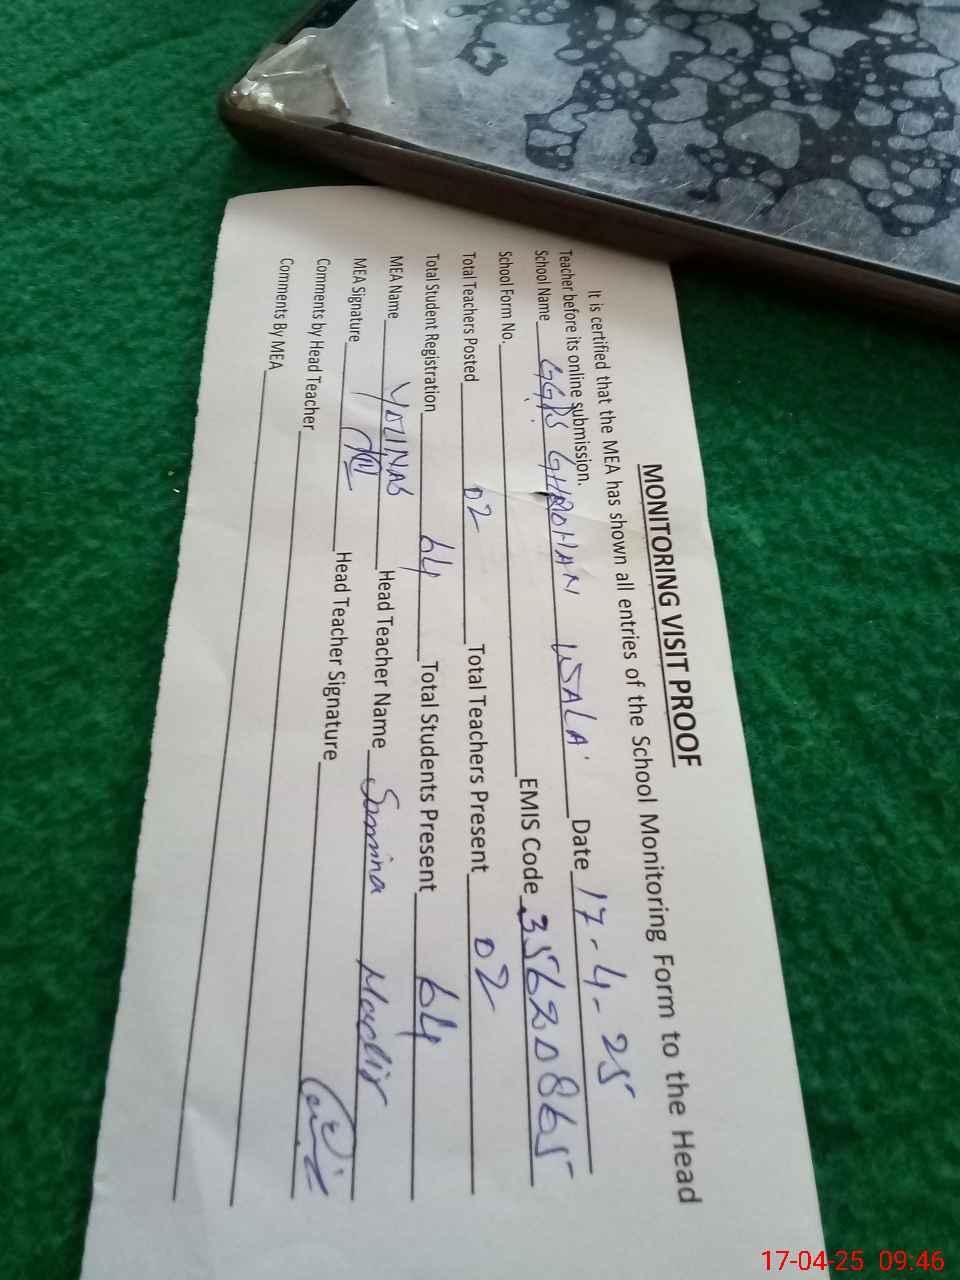 MONITORING VISIT PROOF
It is certified that the MEA has shown all entries of the School Monitoring Form to the Head
Teacher before its online submission.
School Name GGPS WALA Date 17-4-25
School Form No. EMIS Code 35620865
Total Teachers Posted 02 Total Teachers Present 02
Total Student Registration 64 Total Students Present 64
MEA Name YOUNAS Head Teacher Name Samina
MEA Signature Head Teacher Signature
Comments by Head Teacher
Comments By MEA
17-04-25 09:46